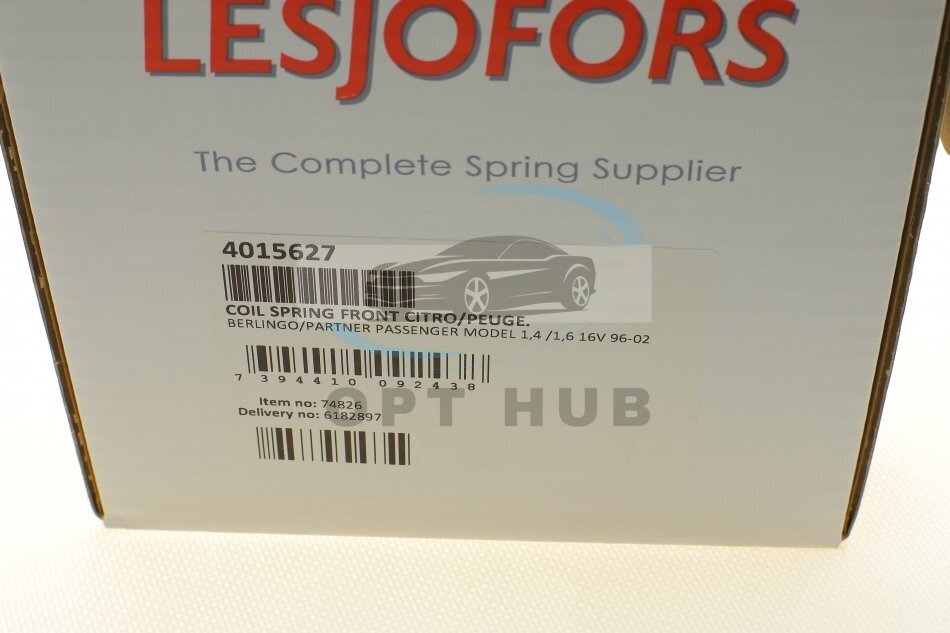 LESJOFORS
The Complete Spring Supplier
4015627
COIL SPRING FRONT CITRO/PEUGE.
BERLINGO/PARTNER PASSENGER MODEL 1,4 /1,6 16V 96-02
7 394410 092438
Item no: 74826
Delivery no: 6182897
OPT HUB